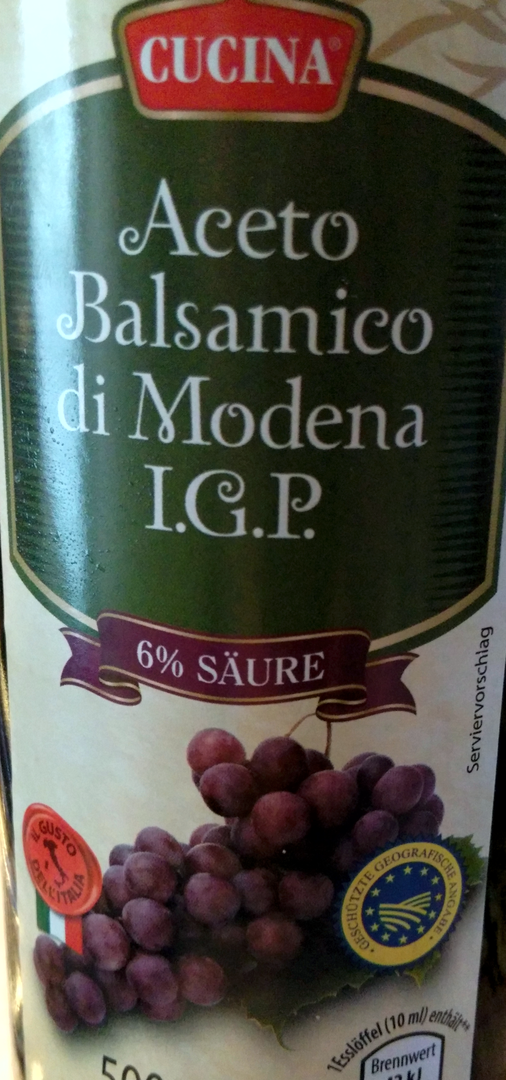 CUCINA®
Aceto
Balsamico
di Modena
I.G.P.
6% SÄURE
Serviervorschlag
IL GUSTO
DELL'ITALIA
GESCHÜTZTE GEOGRAFISCHE ANGABE
1 Esslöffel (10 ml) enthält**
Brennwert